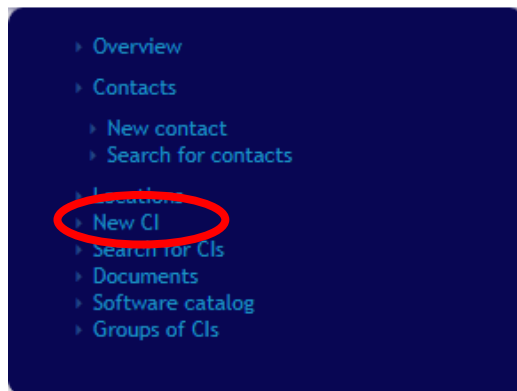 Overview
Contacts
New contact
Search for contacts
Locations
New CI
Search for CIs
Documents
Software catalog
Groups of CIs